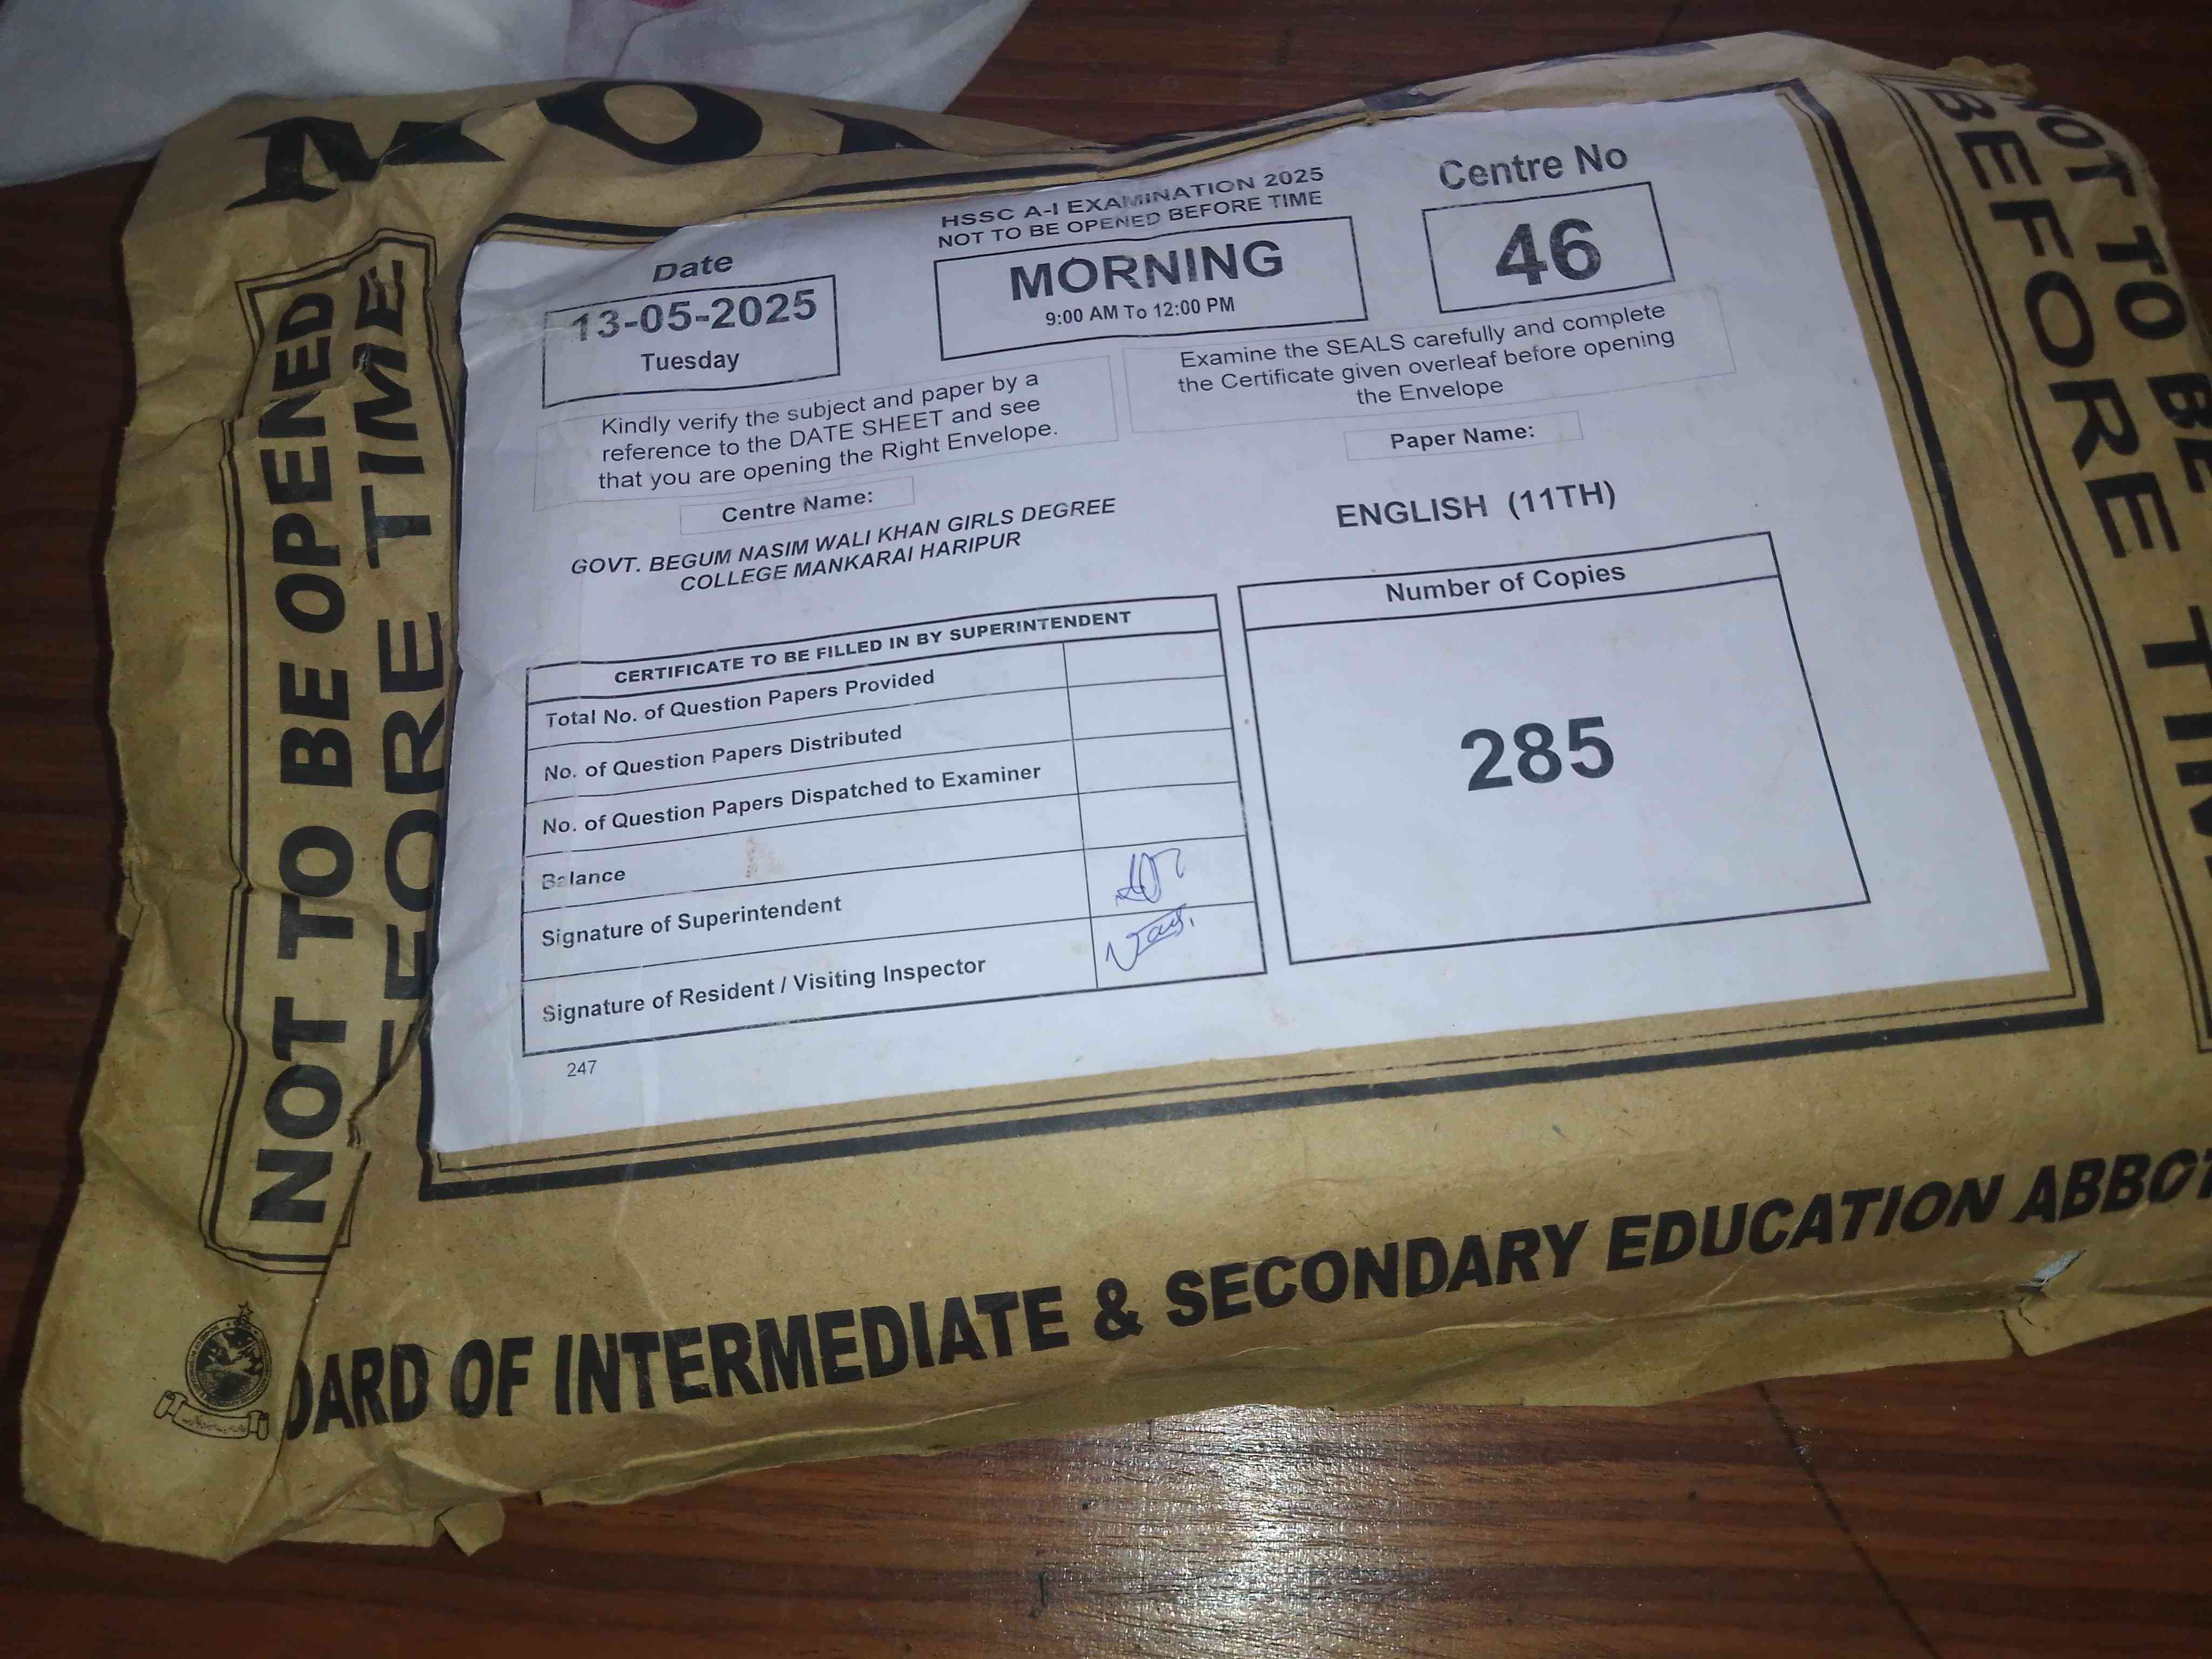 NOT TO BE OPENED
EFORE TIME
HSSC A-I EXAMINATION 2025
NOT TO BE OPENED BEFORE TIME
Date
13-05-2025
Tuesday
MORNING
9:00 AM To 12:00 PM
Centre No
46
Kindly verify the subject and paper by a
reference to the DATE SHEET and see
that you are opening the Right Envelope.
Examine the SEALS carefully and complete
the Certificate given overleaf before opening
the Envelope
Centre Name:
GOVT. BEGUM NASIM WALI KHAN GIRLS DEGREE
COLLEGE MANKARAI HARIPUR
Paper Name:
ENGLISH (11TH)
CERTIFICATE TO BE FILLED IN BY SUPERINTENDENT
Total No. of Question Papers Provided
No. of Question Papers Distributed
No. of Question Papers Dispatched to Examiner
Balance
Signature of Superintendent
Signature of Resident / Visiting Inspector
Number of Copies
285
247
NOT TO BE
BEFORE TIM
OARD OF INTERMEDIATE & SECONDARY EDUCATION ABBOT